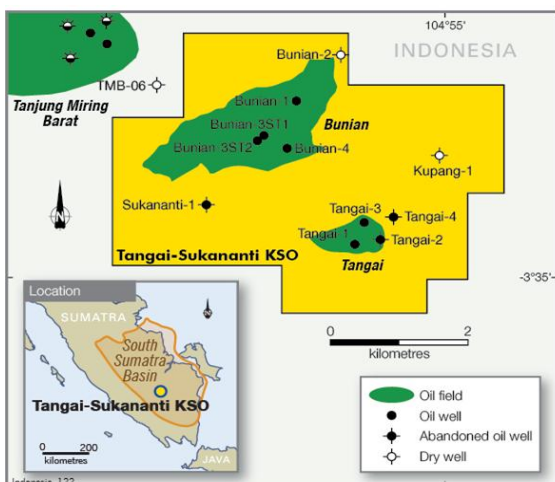 104°55'
INDONESIA
Bunian-2
TMB-06
Tanjung Miring
Barat
Bunian-1
Bunian-3ST1
Bunian
Bunian-3ST2
Bunian-4
Kupang-1
N
Sukananti-1
Tangai-3
Tangai-4
Tangai-1
Tangai-2
Tangai-Sukananti KSO
Tangai
-3°35'
Location
SUMATRA
N
South
Sumatra
Basin
Tangai-Sukananti KSO
0 200
kilometres
JAVA
0 2
kilometres
Oil field
Oil well
Abandoned oil well
Dry well
Indonesia